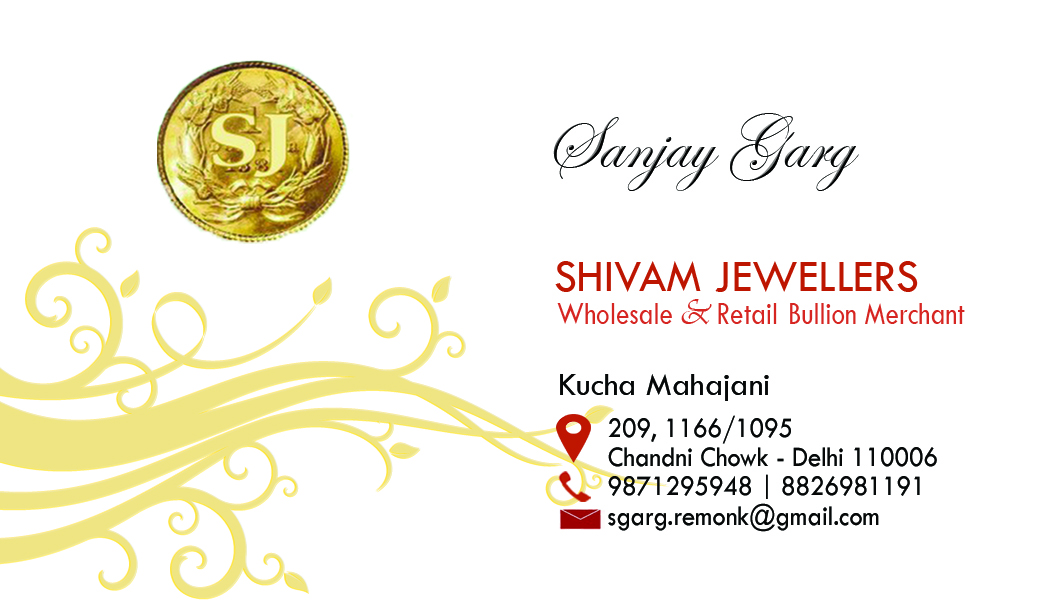 SJ
Sanjay Garg
SHIVAM JEWELLERS
Wholesale & Retail Bullion Merchant
Kucha Mahajani
209, 1166/1095
Chandni Chowk - Delhi 110006
9871295948 | 8826981191
sgarg.remonk@gmail.com